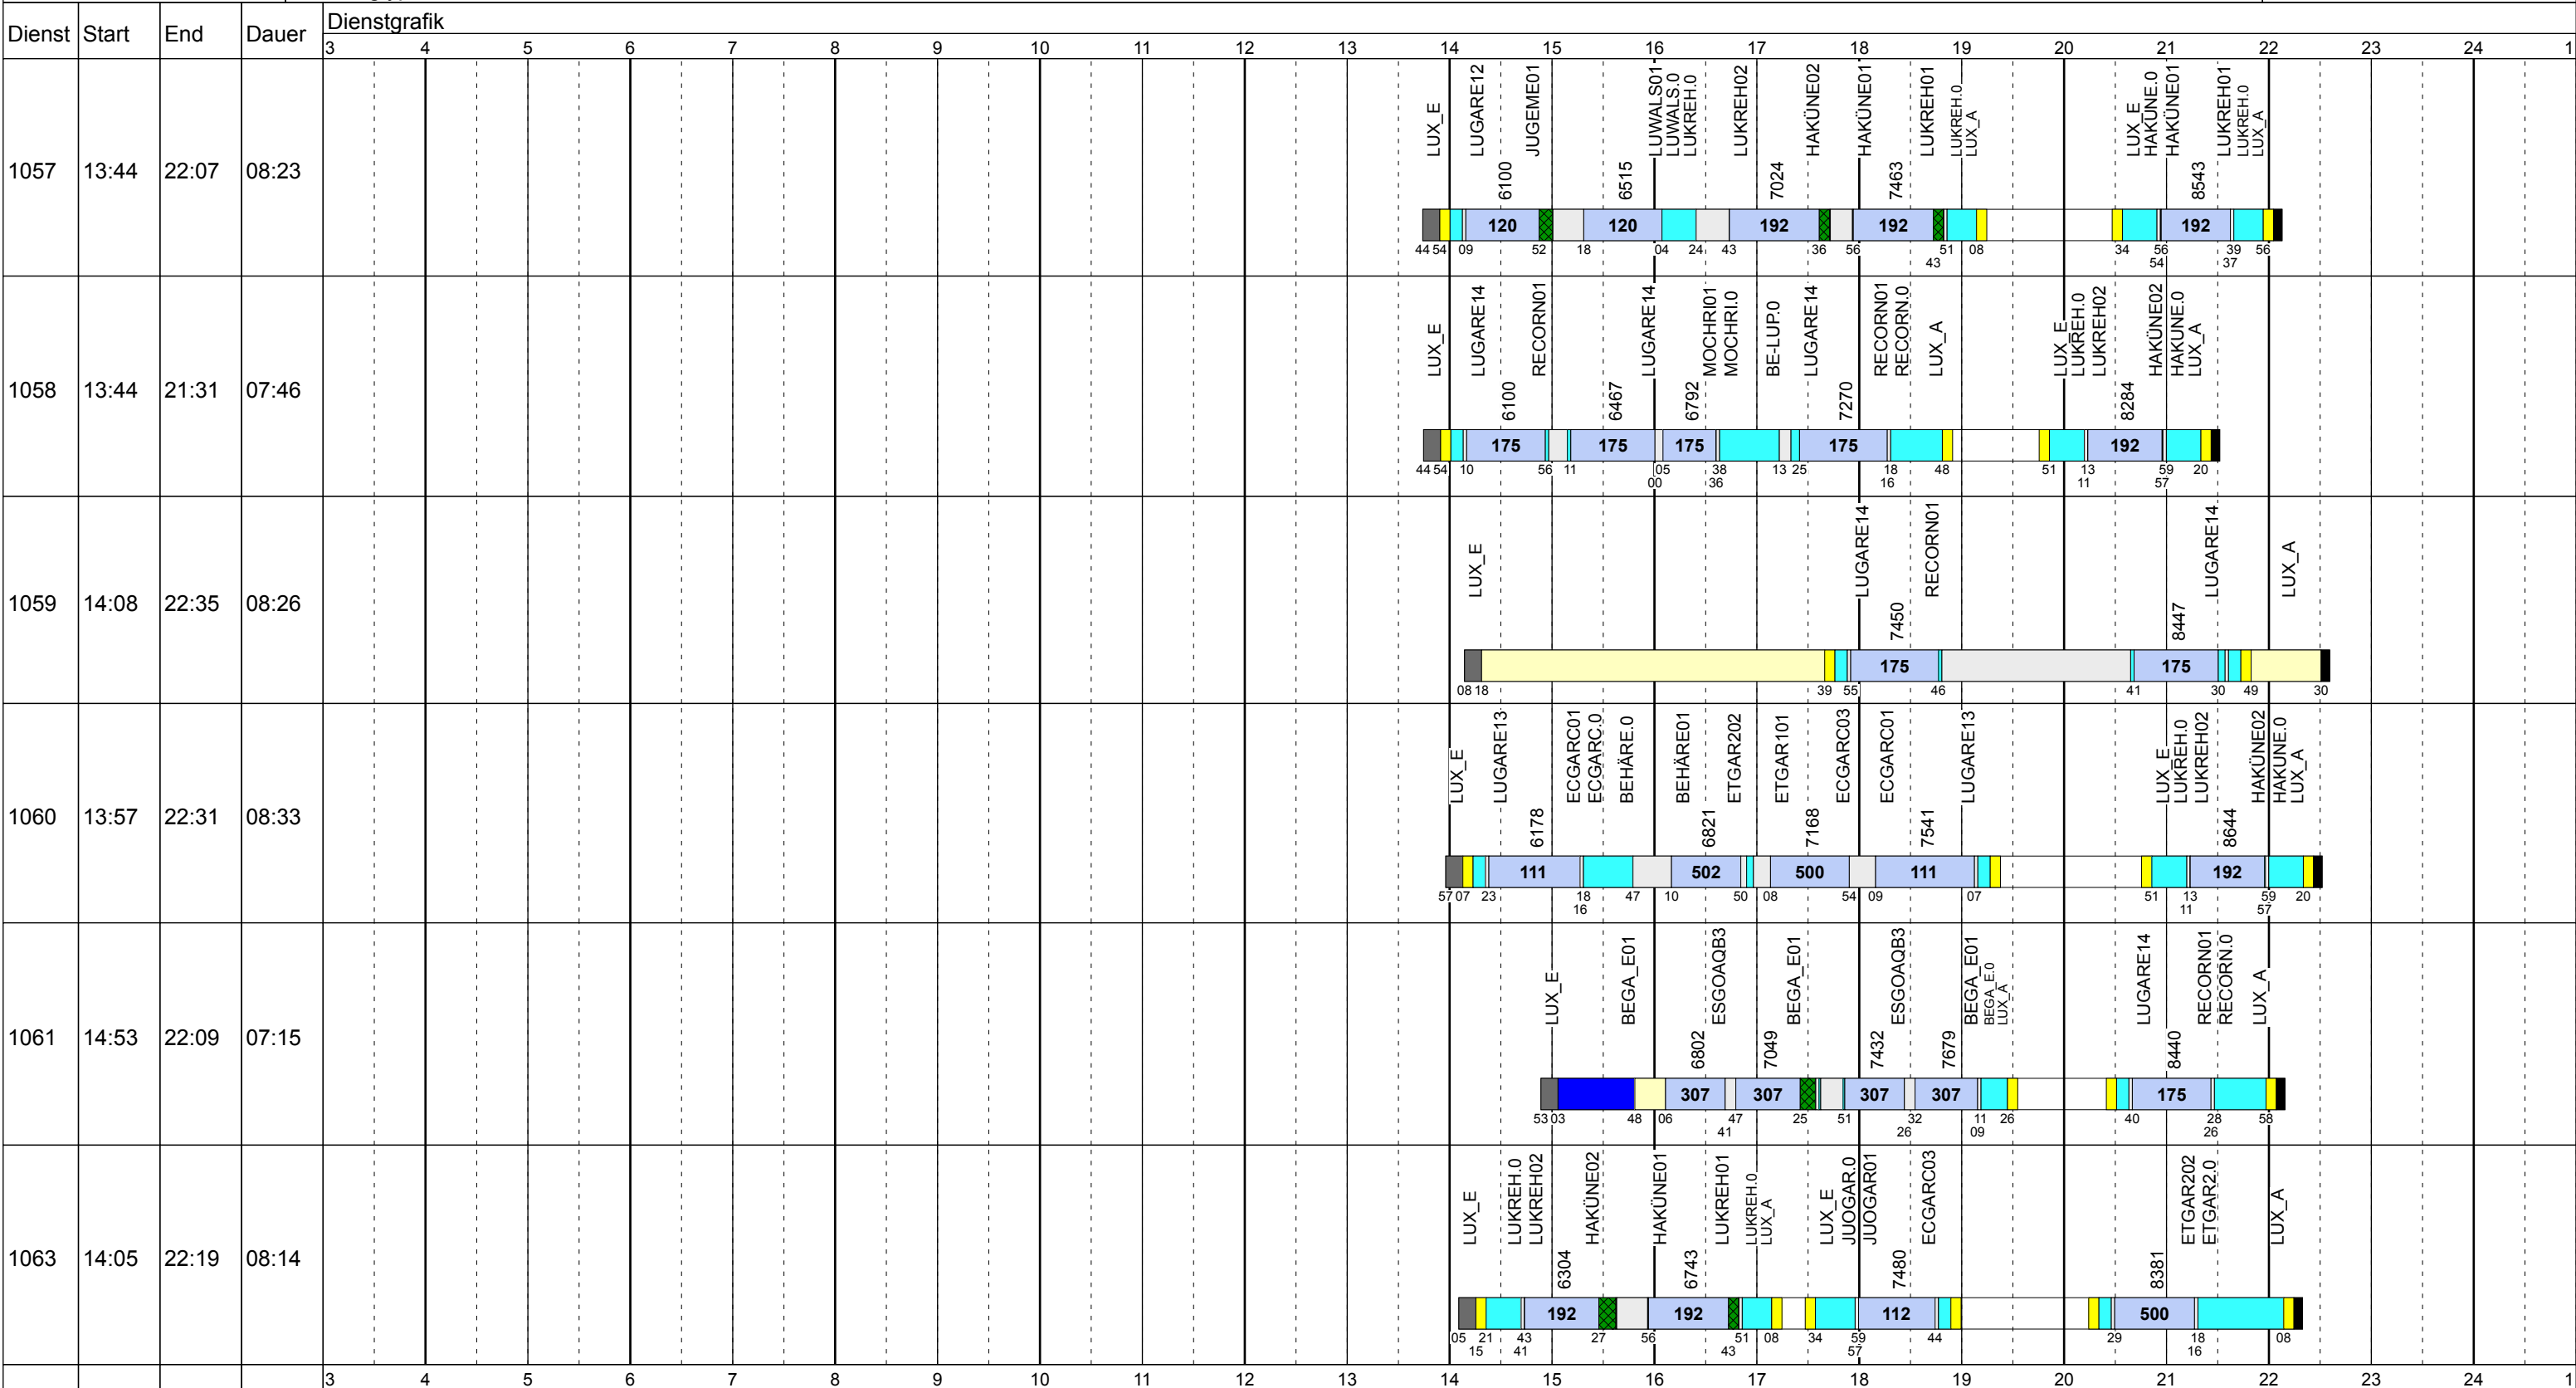 Dienst Start End Dauer Dienstgrafik
3 4 5 6 7 8 9 10 11 12 13 14 15 16 17 18 19 20 21 22 23 24 1
LUX_E LUGARE12 JUGEME01 LUWALS01 LUWALS.0 LUKREH.0 LUKREH02 HAKÜNE02 HAKÜNE01 LUKREH01 LUKREH.0 LUX_A LUX_E HAKÜNE.0 HAKÜNE01 LUKREH01 LUKREH.0 LUX_A
6100 6515 7024 7463 8543
1057 13:44 22:07 08:23
120 120 192 192 192
44 54 09 52 18 04 24 43 36 56 51 08 34 56 39 56
43 54 37
LUX_E LUGARE14 RECORN01 LUGARE14 MOCHRI01 MOCHRI.0 BE-LUP.0 LUGARE14 RECORN01 RECORN.0 LUX_A LUX_E LUKREH.0 LUKREH02 HAKÜNE02 HAKÜNE.0 LUX_A
6100 6467 6792 7270 8284
1058 13:44 21:31 07:46
175 175 175 175 192
44 54 10 56 11 05 38 13 25 18 48 51 13 59 20
00 36 16 11 57
LUX_E LUGARE14 RECORN01 LUGARE14 LUX_A
7450 8447
1059 14:08 22:35 08:26
175 175
08 18 39 55 46 41 30 49 30
LUX_E LUGARE13 ECGARC01 ECGARC.0 BEHÄRE.0 BEHÄRE01 ETGAR202 ETGAR101 ECGARC03 ECGARC01 LUGARE13 LUX_E LUKREH.0 LUKREH02 HAKÜNE02 HAKÜNE.0 LUX_A
6178 6821 7168 7541 8644
1060 13:57 22:31 08:33
111 502 500 111 192
57 07 23 18 47 10 50 08 54 09 07 51 13 59 20
16 11 57
LUX_E BEGA_E01 ESGOAQB3 BEGA_E01 ESGOAQB3 BEGA_E01 BEGA_E.0 LUX_A LUGARE14 RECORN01 RECORN.0 LUX_A
6802 7049 7432 7679 8440
1061 14:53 22:09 07:15
307 307 307 307 175
53 03 48 06 47 25 51 32 11 26 40 28 58
41 26 09 26
LUX_E LUKREH.0 LUKREH02 HAKÜNE02 HAKÜNE01 LUKREH01 LUKREH.0 LUX_A LUX_E JUOGAR.0 JUOGAR01 ECGARC03 ETGAR202 ETGAR2.0 LUX_A
6304 6743 7480 8381
1063 14:05 22:19 08:14
192 192 112 500
05 21 43 27 56 51 08 34 59 44 29 18 08
15 41 43 57 16
3 4 5 6 7 8 9 10 11 12 13 14 15 16 17 18 19 20 21 22 23 24 1